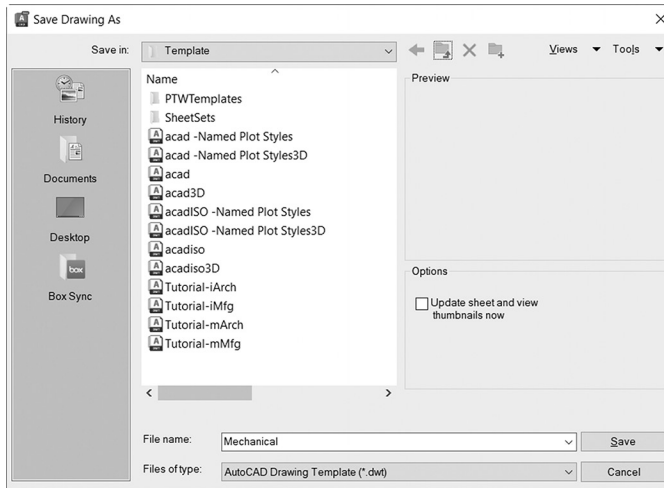 Save Drawing As
Save in:
Template
Views
Tools
History
Documents
Desktop
box
Box Sync
Name
PTWTemplates
SheetSets
acad -Named Plot Styles
acad -Named Plot Styles3D
acad
acad3D
acadISO -Named Plot Styles
acadISO -Named Plot Styles3D
acadiso
acadiso3D
Tutorial-iArch
Tutorial-iMfg
Tutorial-mArch
Tutorial-mMfg
Preview
Options
Update sheet and view
thumbnails now
File name:
Mechanical
Save
Files of type:
AutoCAD Drawing Template (*.dwt)
Cancel